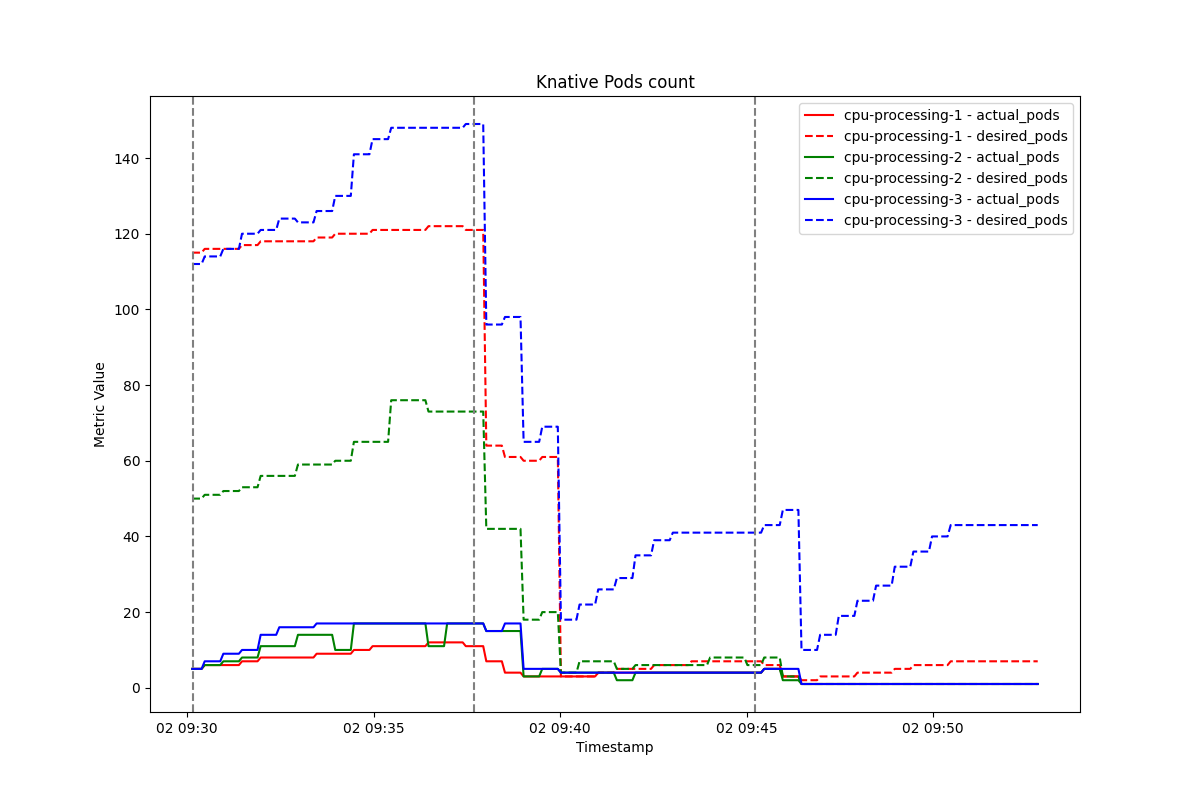 Knative Pods count
cpu-processing-1 - actual_pods
cpu-processing-1 - desired_pods
cpu-processing-2 - actual_pods
cpu-processing-2 - desired_pods
cpu-processing-3 - actual_pods
cpu-processing-3 - desired_pods
Metric Value
140
120
100
80
60
40
20
0
02 09:30 02 09:35 02 09:40 02 09:45 02 09:50
Timestamp